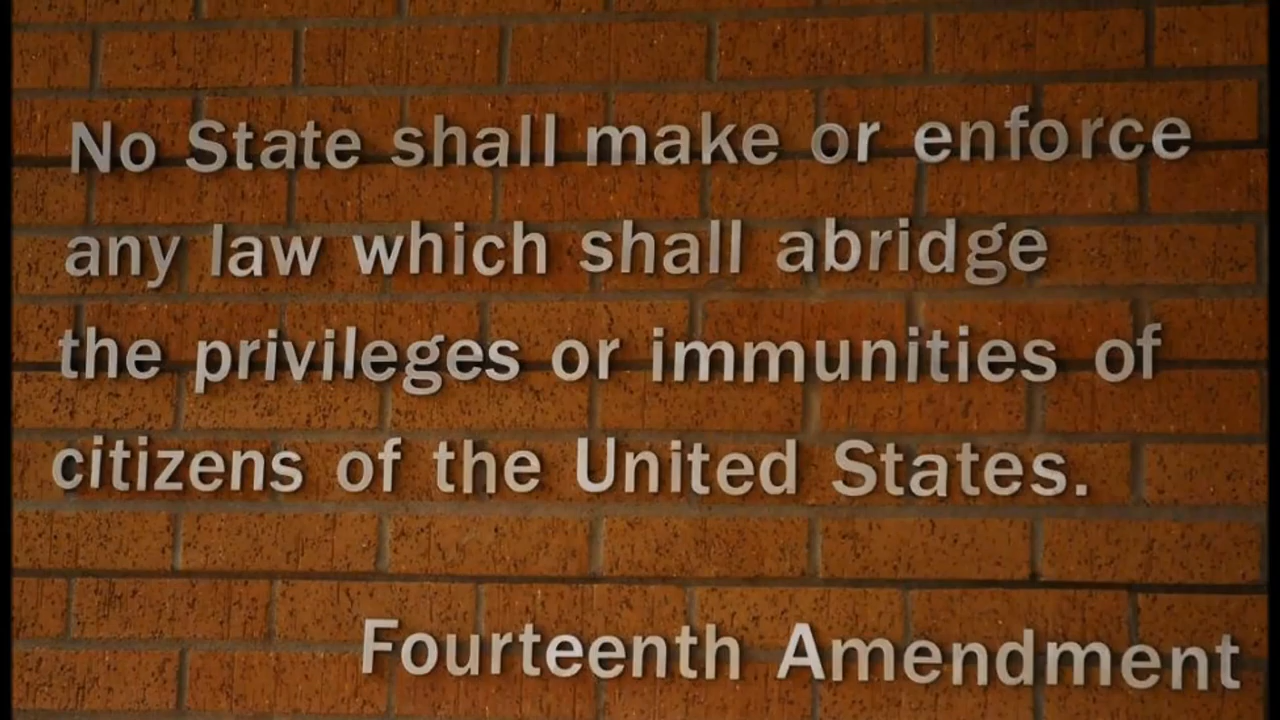 No State shall make or enforce
any law which shall abridge
the privileges or immunities of
citizens of the United States.
Fourteenth Amendment